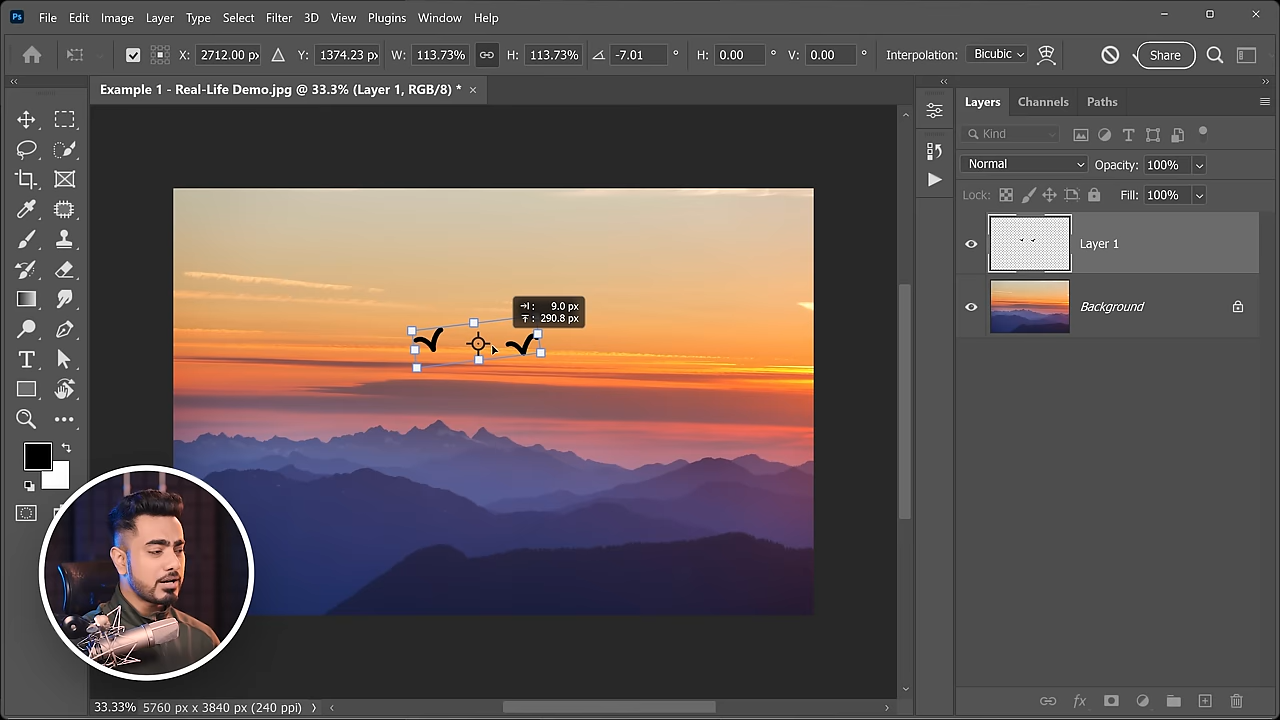 Ps File Edit Image Layer Type Select Filter 3D View Plugins Window Help
X: 2712.00 px Y: 1374.23 px W: 113.73% H: 113.73% -7.01 ° H: 0.00 ° V: 0.00 ° Interpolation: Bicubic Share
Example 1 - Real-Life Demo.jpg @ 33.3% (Layer 1, RGB/8) * ×
Layers Channels Paths
Kind
Normal Opacity: 100%
Lock: Fill: 100%
Layer 1
Background
9.0 px
290.8 px
33.33% 5760 px x 3840 px (240 ppi)